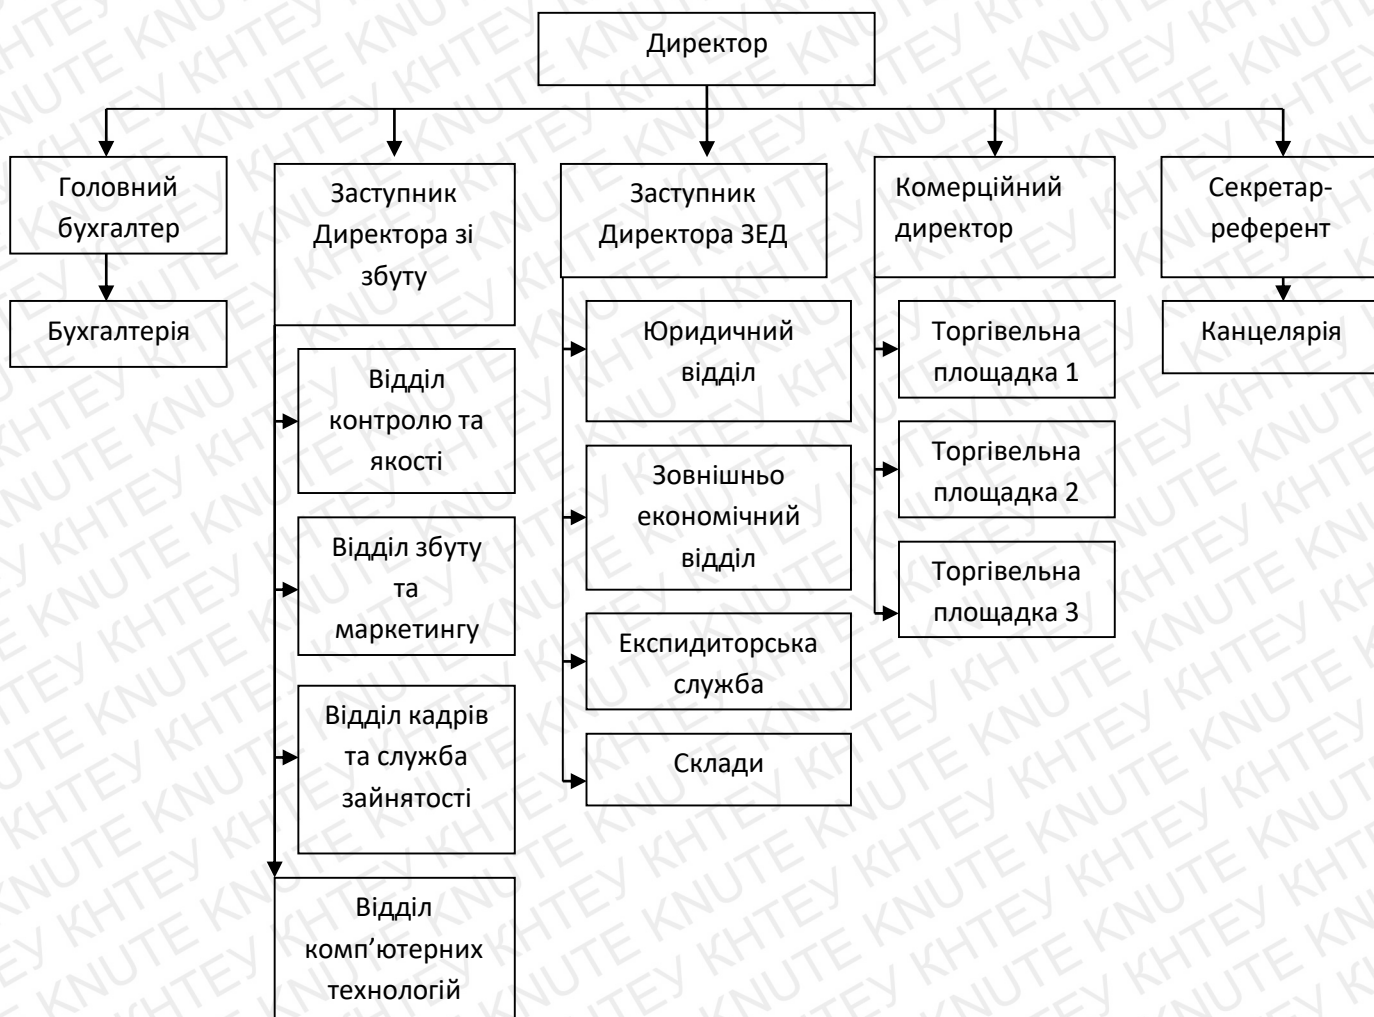 Директор
Головний
бухгалтер
Бухгалтерія
Заступник
Директора зі
збуту
Відділ
контролю та
якості
Відділ збуту
та
маркетингу
Відділ кадрів
та служба
зайнятості
Відділ
комп’ютерних
технологій
Заступник
Директора ЗЕД
Юридичний
відділ
Зовнішньо
економічний
відділ
Експидиторська
служба
Склади
Комерційний
директор
Торгівельна
площадка 1
Торгівельна
площадка 2
Торгівельна
площадка 3
Секретар-
референт
Канцелярія
KNUTE КНТЕУ